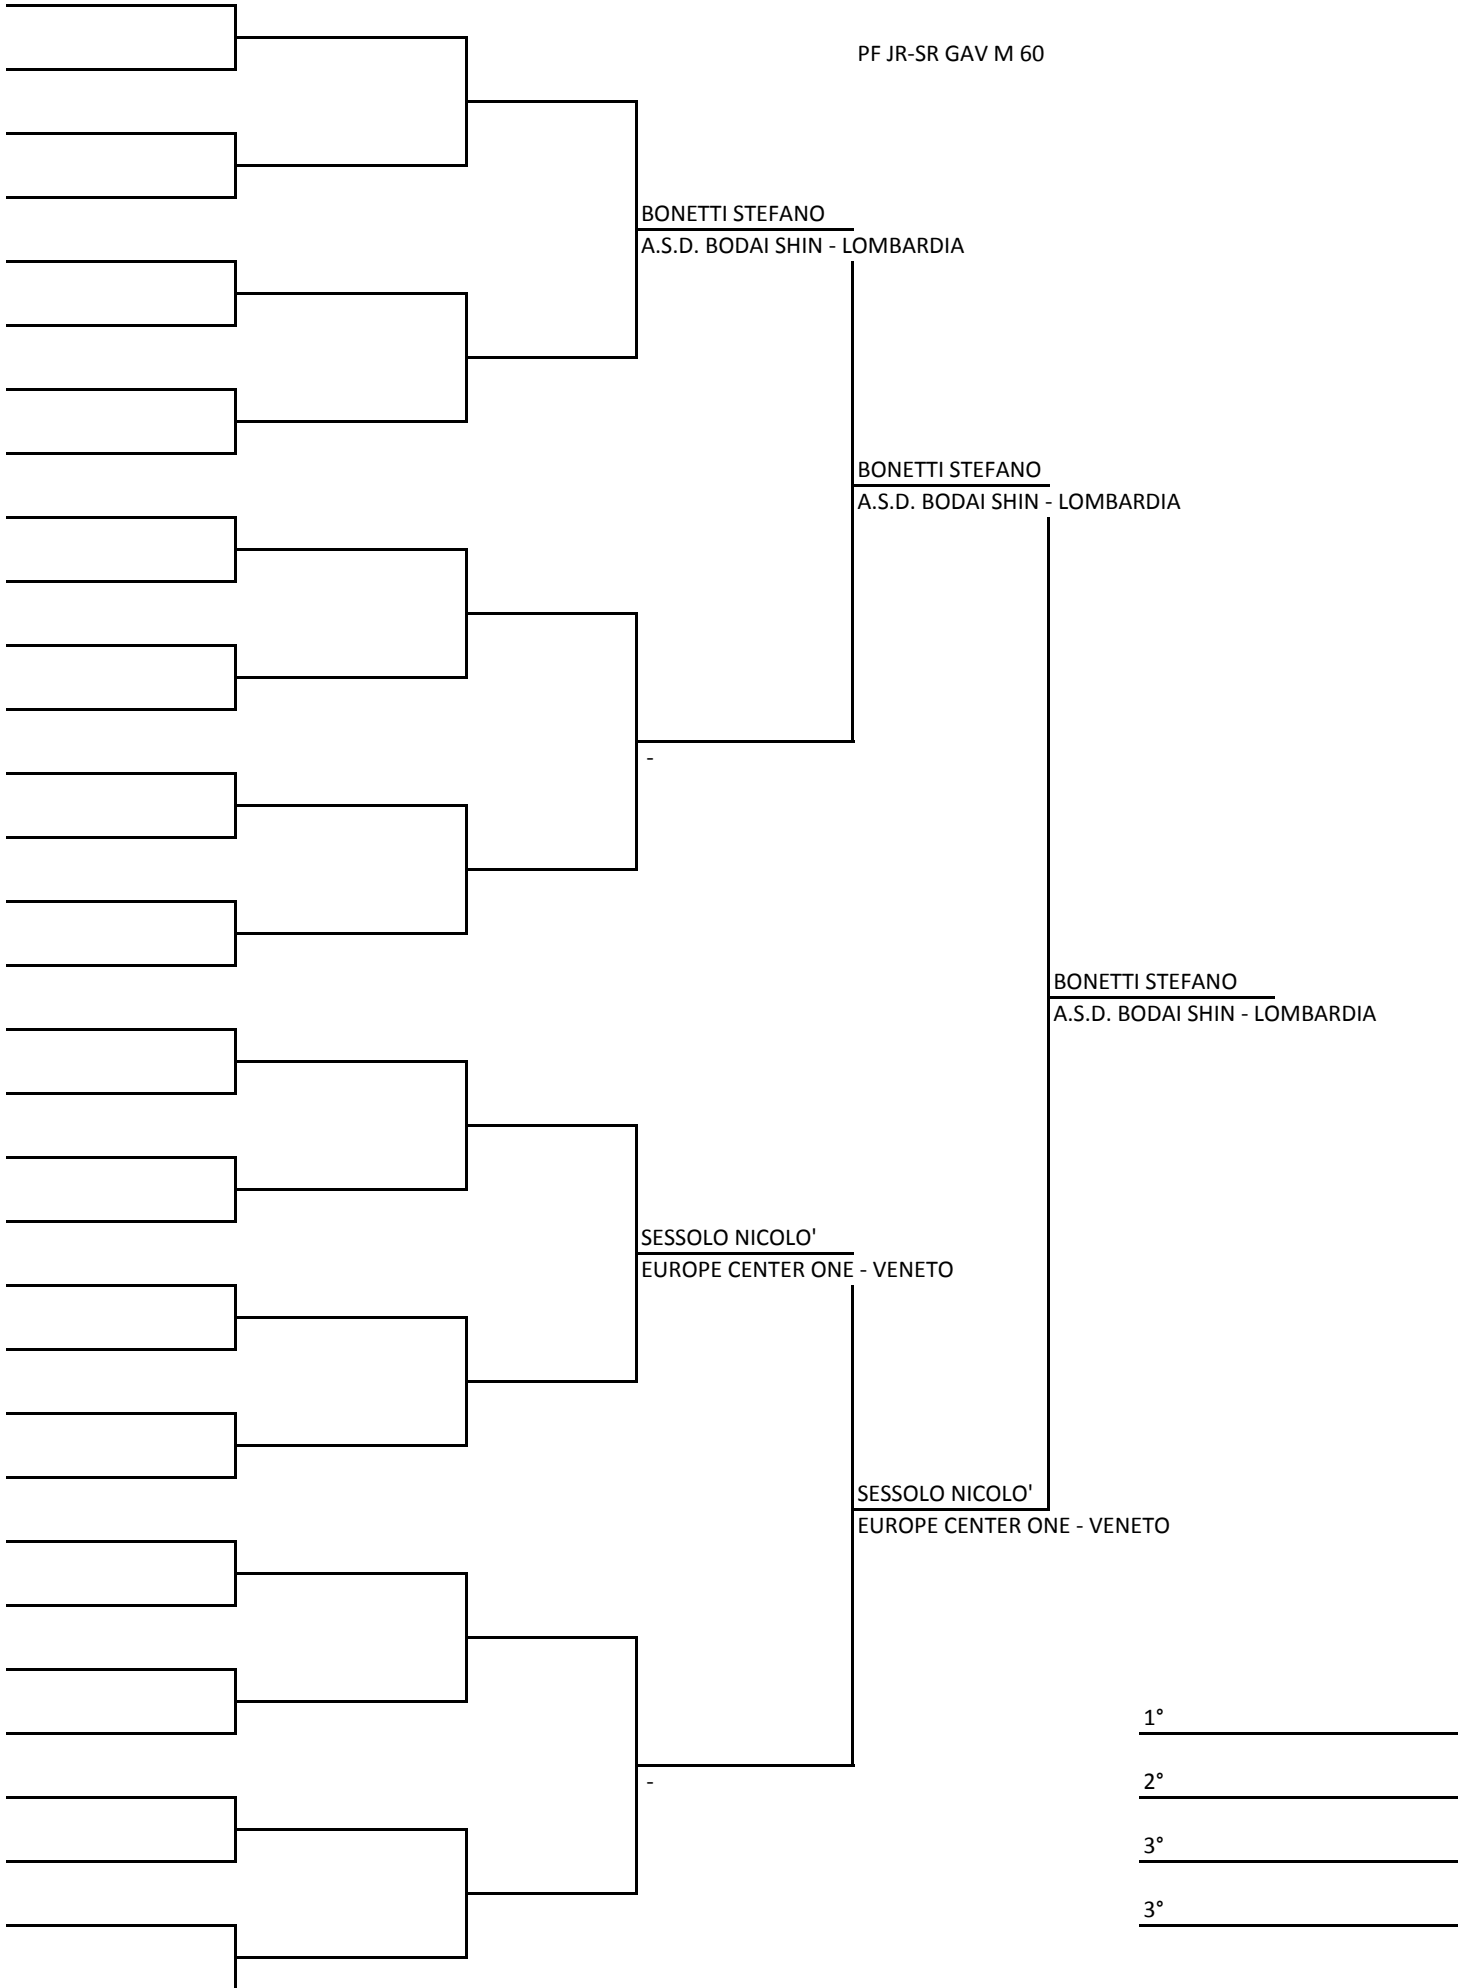 PF JR-SR GAV M 60
BONETTI STEFANO
A.S.D. BODAI SHIN - LOMBARDIA
BONETTI STEFANO
A.S.D. BODAI SHIN - LOMBARDIA
-
BONETTI STEFANO
A.S.D. BODAI SHIN - LOMBARDIA
SESSOLO NICOLO'
EUROPE CENTER ONE - VENETO
SESSOLO NICOLO'
EUROPE CENTER ONE - VENETO
1°
-
2°
3°
3°